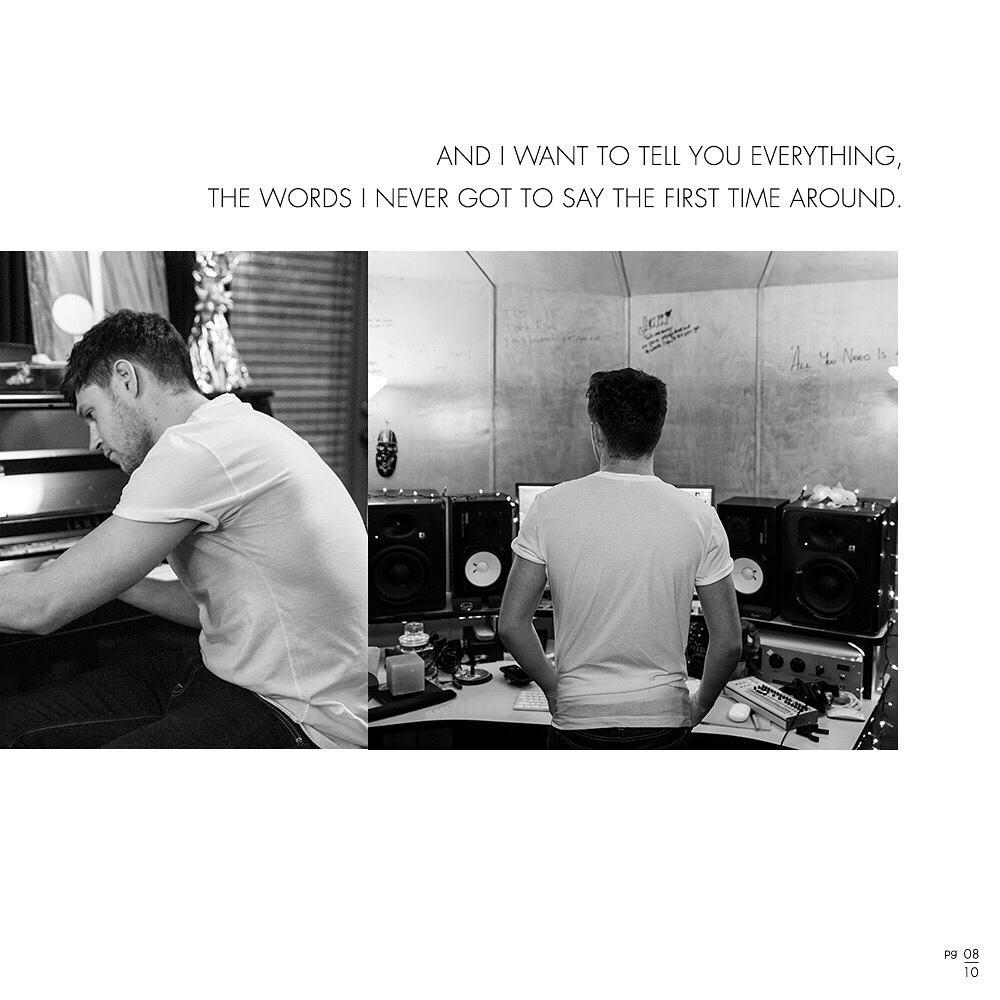 AND I WANT TO TELL YOU EVERYTHING,
THE WORDS I NEVER GOT TO SAY THE FIRST TIME AROUND.
"ALL YOU NEED IS
pg 08
10